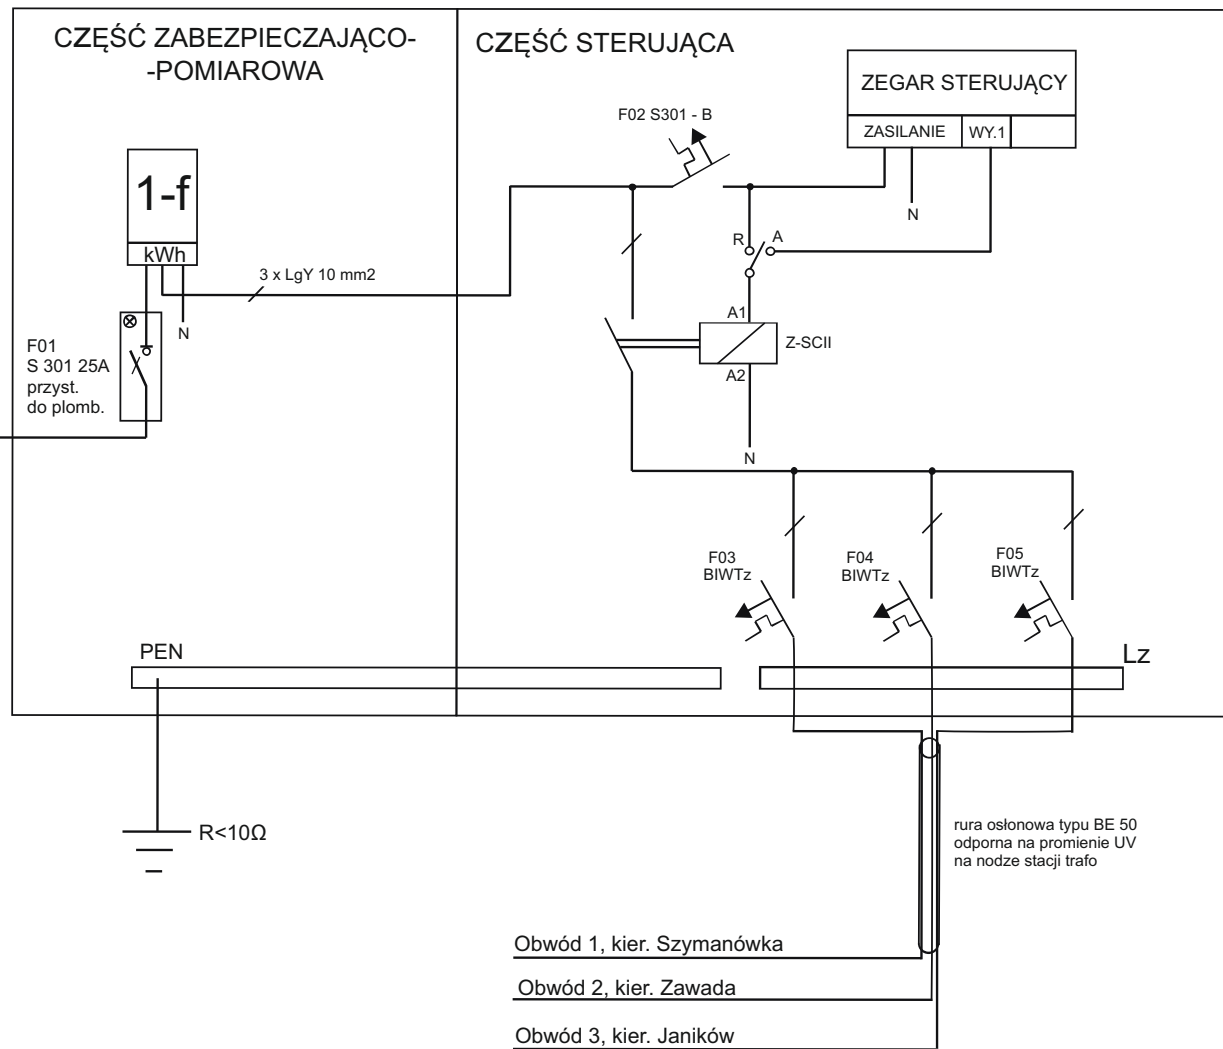 CZĘŚĆ ZABEZPIECZAJĄCO-
-POMIAROWA
CZĘŚĆ STERUJĄCA
ZEGAR STERUJĄCY
ZASILANIE
WY.1
F02 S301 - B
1-f
kWh
N
3 x LgY 10 mm2
N
R
A
A1
Z-SCII
A2
N
F01
S 301 25A
przyst.
do plomb.
F03
BIWTz
F04
BIWTz
F05
BIWTz
PEN
Lz
R<10Ω
rura osłonowa typu BE 50
odporna na promienie UV
na nodze stacji trafo
Obwód 1, kier. Szymanówka
Obwód 2, kier. Zawada
Obwód 3, kier. Janików